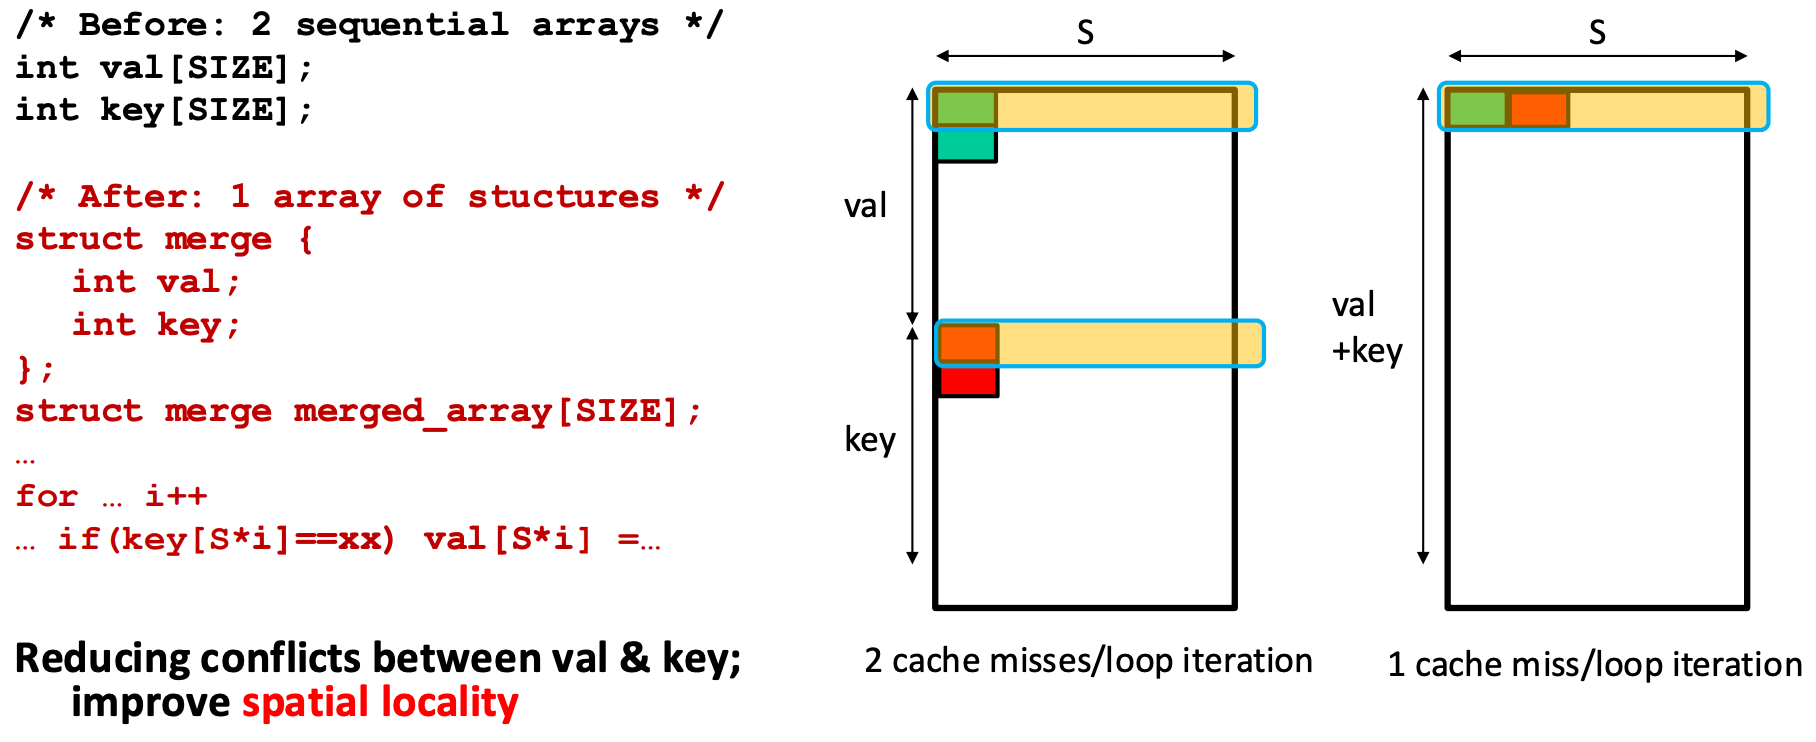 /* Before: 2 sequential arrays */
int val[SIZE];
int key[SIZE];
/* After: 1 array of stuctures */
struct merge {
int val;
int key;
};
struct merge merged_array[SIZE];
…
for … i++
… if(key[S*i]==xx) val[S*i] =…
Reducing conflicts between val & key;
improve spatial locality
S
val
key
2 cache misses/loop iteration
S
val
+key
1 cache miss/loop iteration